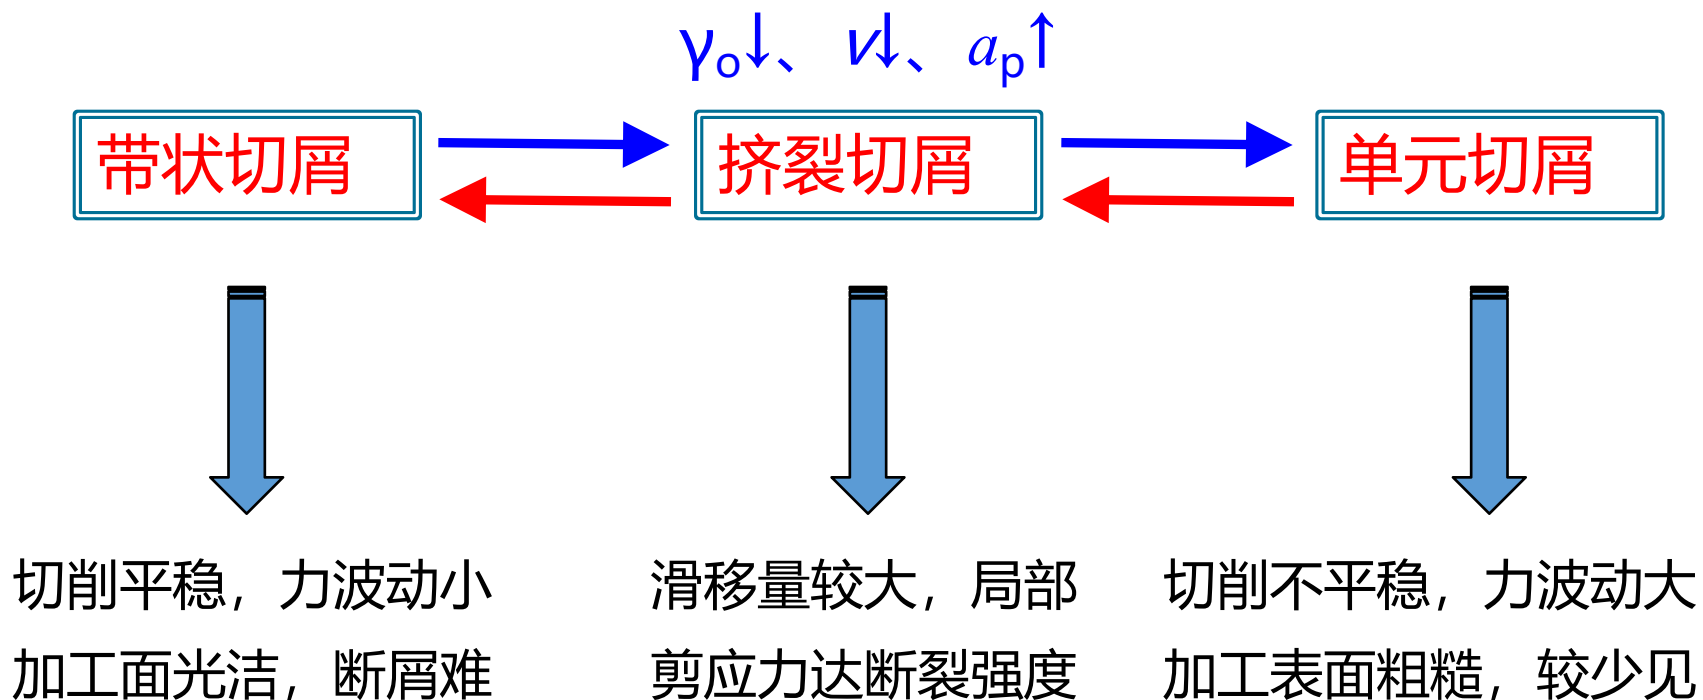 γo↓、v↓、ap↑
带状切屑
挤裂切屑
单元切屑
切削平稳，力波动小
加工面光洁，断屑难
滑移量较大，局部
剪应力达断裂强度
切削不平稳，力波动大
加工表面粗糙，较少见